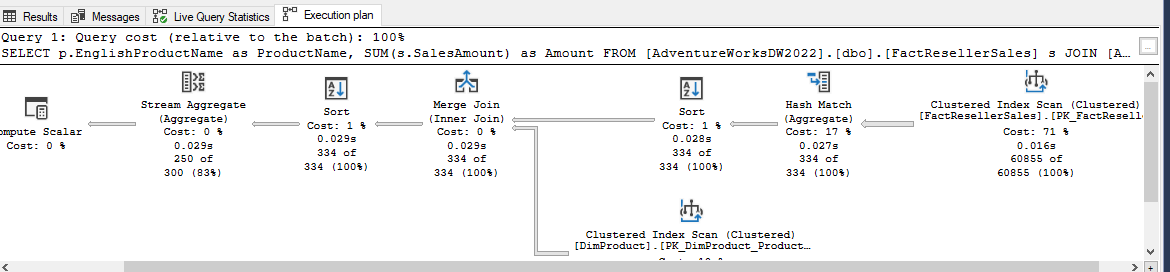 Results Messages Live Query Statistics Execution plan
Query 1: Query cost (relative to the batch): 100%
SELECT p.EnglishProductName as ProductName, SUM(s.SalesAmount) as Amount FROM [AdventureWorksDW2022].[dbo].[FactResellerSales] s JOIN [A...
...
ompute Scalar
Cost: 0 %
Stream Aggregate
(Aggregate)
Cost: 0 %
0.029s
250 of
300 (83%)
Sort
Cost: 1 %
0.029s
334 of
334 (100%)
Merge Join
(Inner Join)
Cost: 0 %
0.029s
334 of
334 (100%)
Sort
Cost: 1 %
0.028s
334 of
334 (100%)
Hash Match
(Aggregate)
Cost: 17 %
0.027s
334 of
334 (100%)
Clustered Index Scan (Clustered)
[FactResellerSales].[PK_FactResell
Cost: 71 %
0.016s
60855 of
60855 (100%)
Clustered Index Scan (Clustered)
[DimProduct].[PK_DimProduct_Product…